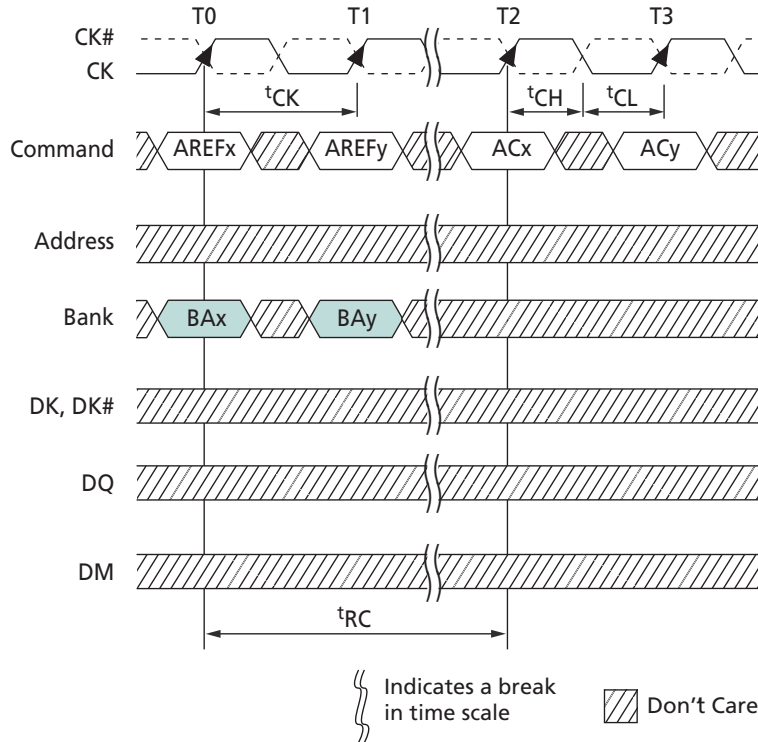 T0 T1 T2 T3
CK#
CK
tCK tCH tCL
Command AREFx AREFy ACx ACy
Address
Bank BAx BAy
DK, DK#
DQ
DM
tRC
Indicates a break
in time scale
Don't Care